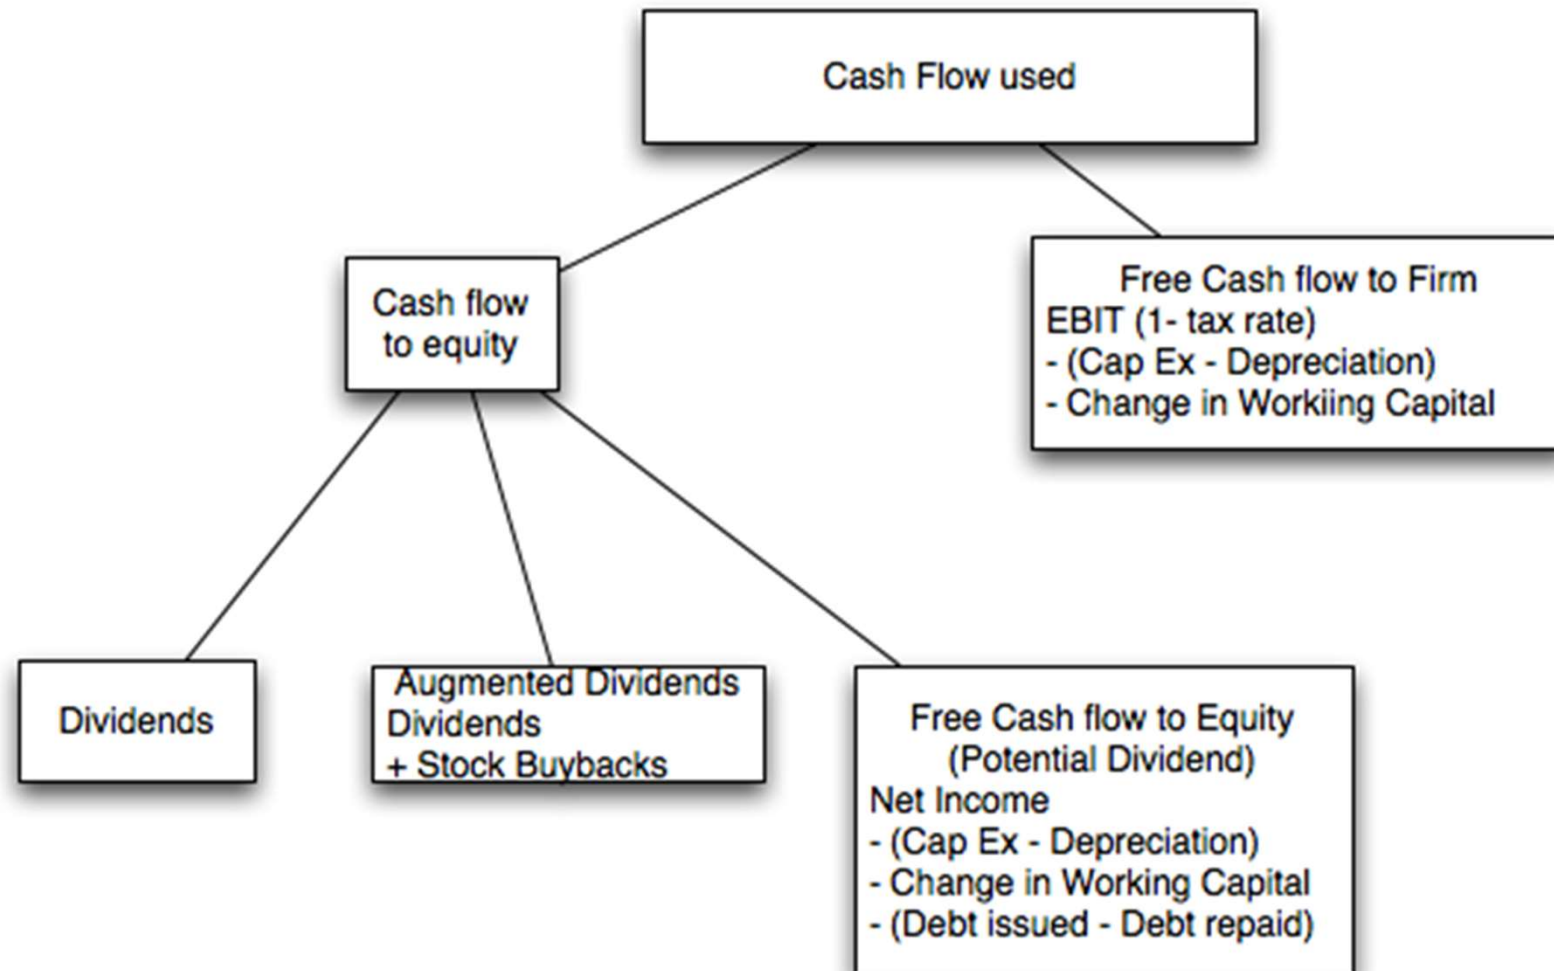 Cash Flow used
Cash flow
to equity
Free Cash flow to Firm
EBIT (1- tax rate)
- (Cap Ex - Depreciation)
- Change in Workiing Capital
Dividends
Augmented Dividends
Dividends
+ Stock Buybacks
Free Cash flow to Equity
(Potential Dividend)
Net Income
- (Cap Ex - Depreciation)
- Change in Working Capital
- (Debt issued - Debt repaid)